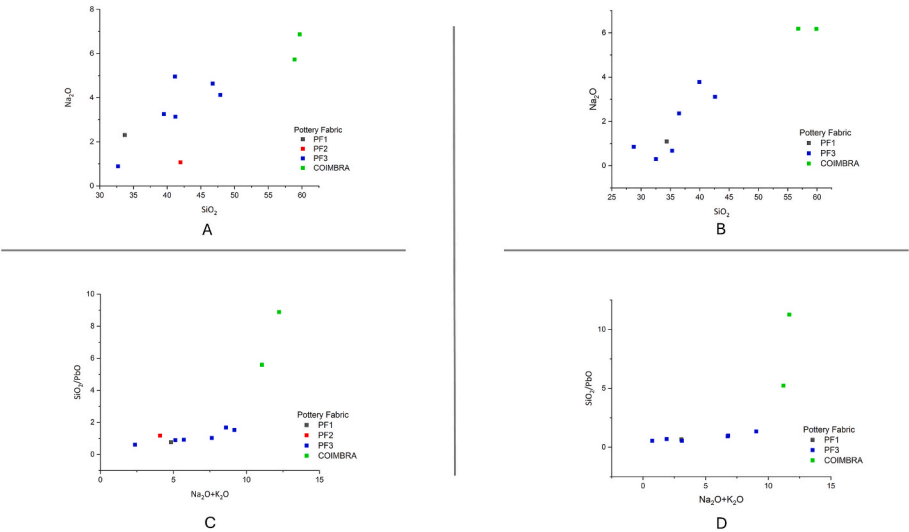 8
6
4
2
0
Na₂O
30
35
40
45
50
55
60
SiO₂
Pottery Fabric
PF1
PF2
PF3
COIMBRA
A
6
4
2
0
Na₂O
25
30
35
40
45
50
55
60
SiO₂
Pottery Fabric
PF1
PF3
COIMBRA
B
10
8
6
4
2
0
SiO₂/PbO
0
5
10
15
Na₂O+K₂O
Pottery Fabric
PF1
PF2
PF3
COIMBRA
C
10
5
0
SiO₂/PbO
0
5
10
15
Na₂O+K₂O
Pottery Fabric
PF1
PF3
COIMBRA
D